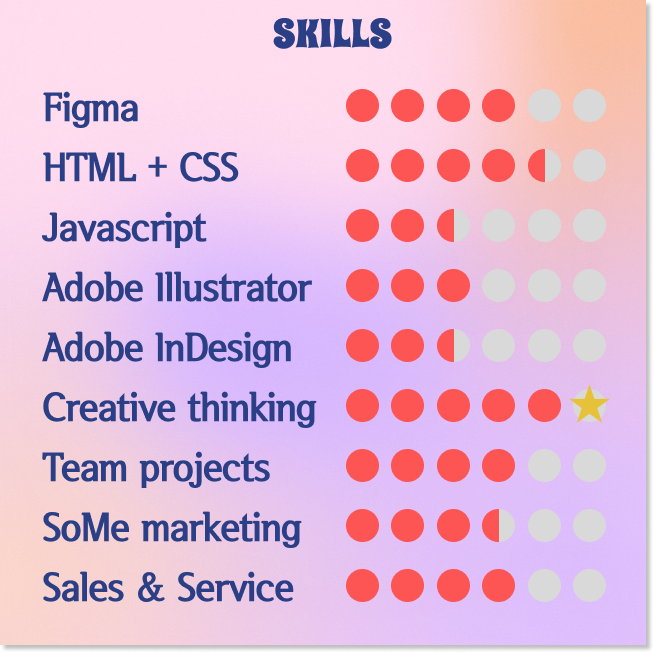 SKILLS
Figma
HTML + CSS
Javascript
Adobe Illustrator
Adobe InDesign
Creative thinking
Team projects
SoMe marketing
Sales & Service